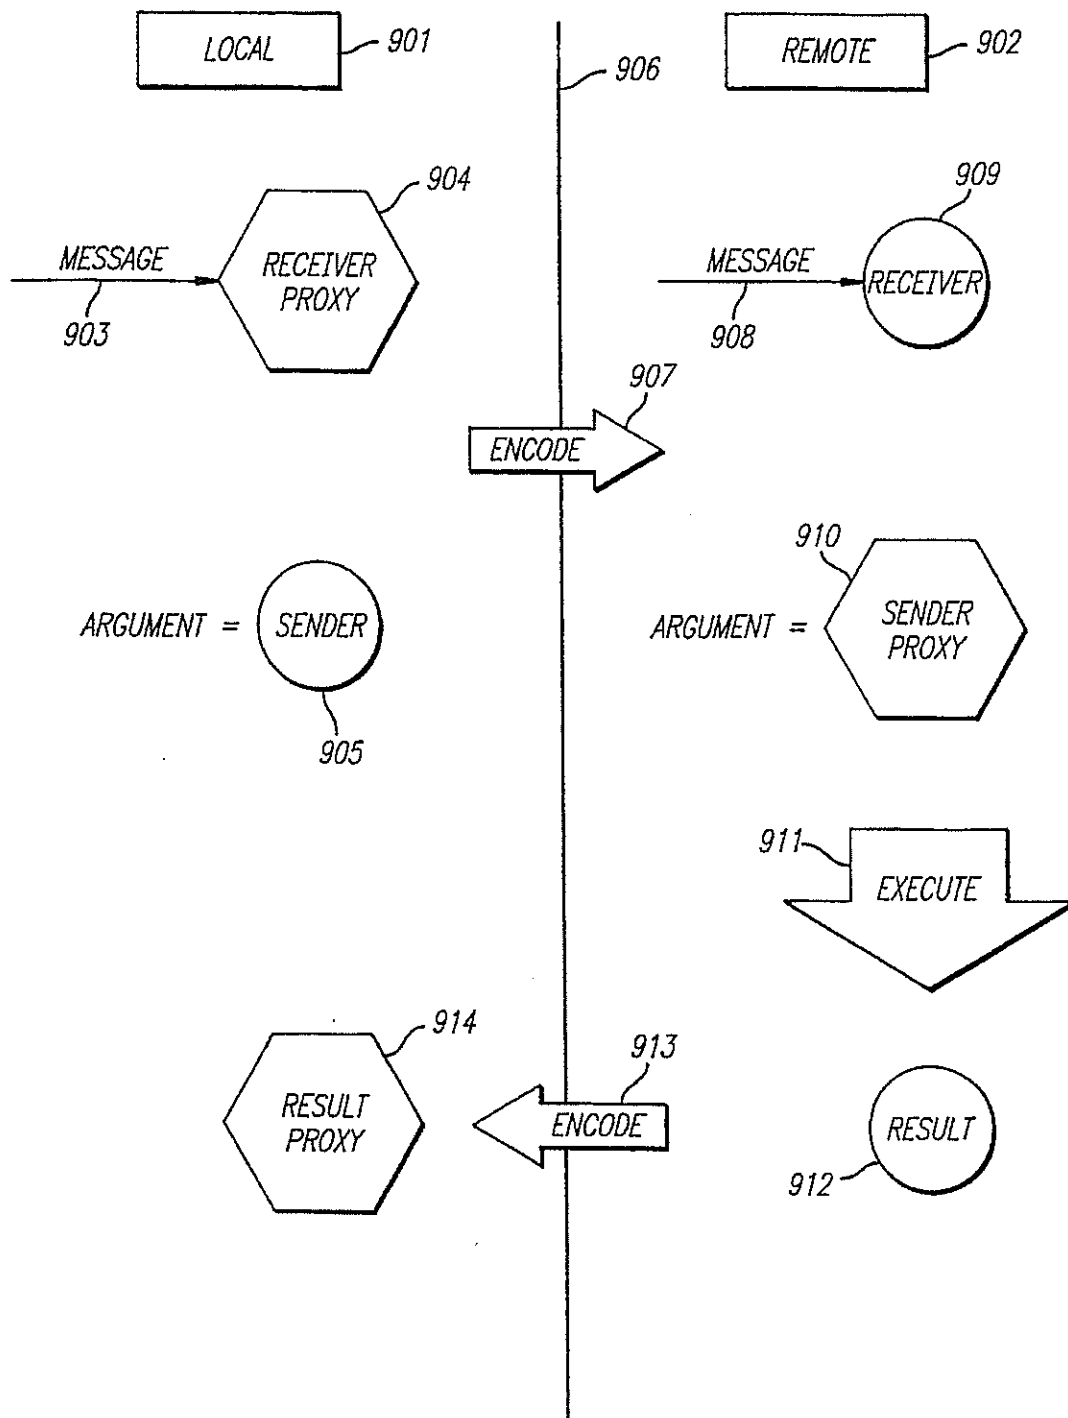 LOCAL
901
906
REMOTE
902
904
909
MESSAGE
RECEIVER
PROXY
903
MESSAGE
RECEIVER
908
907
ENCODE
910
ARGUMENT =
SENDER
905
ARGUMENT =
SENDER
PROXY
911
EXECUTE
914
RESULT
PROXY
913
ENCODE
RESULT
912